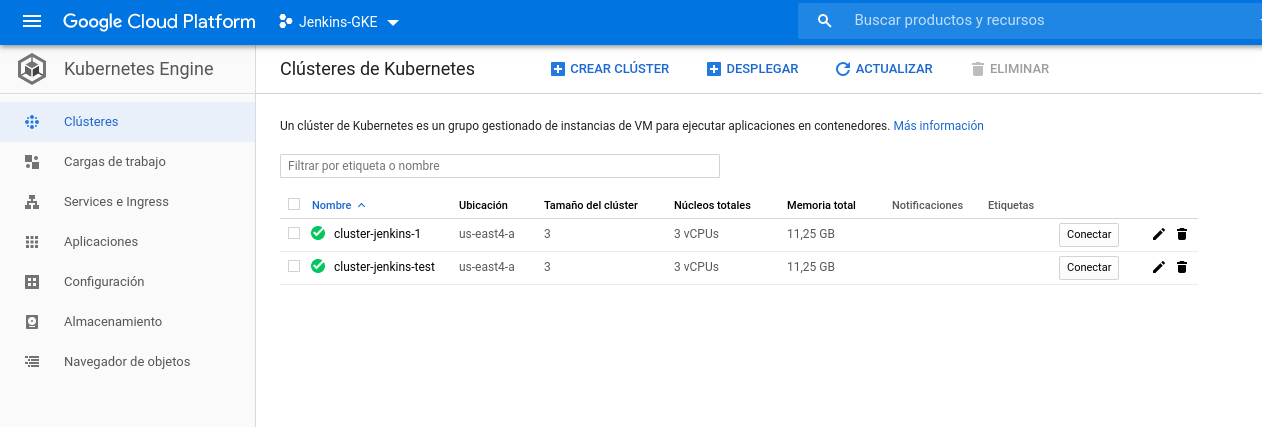 Google Cloud Platform Jenkins-GKE Buscar productos y recursos
Kubernetes Engine
Clústeres de Kubernetes CREAR CLÚSTER DESPLEGAR ACTUALIZAR ELIMINAR
Clústeres
Cargas de trabajo
Services e Ingress
Aplicaciones
Configuración
Almacenamiento
Navegador de objetos
Un clúster de Kubernetes es un grupo gestionado de instancias de VM para ejecutar aplicaciones en contenedores. Más información
Filtrar por etiqueta o nombre
Nombre Ubicación Tamaño del clúster Núcleos totales Memoria total Notificaciones Etiquetas
cluster-jenkins-1 us-east4-a 3 3 vCPUs 11,25 GB Conectar
cluster-jenkins-test us-east4-a 3 3 vCPUs 11,25 GB Conectar